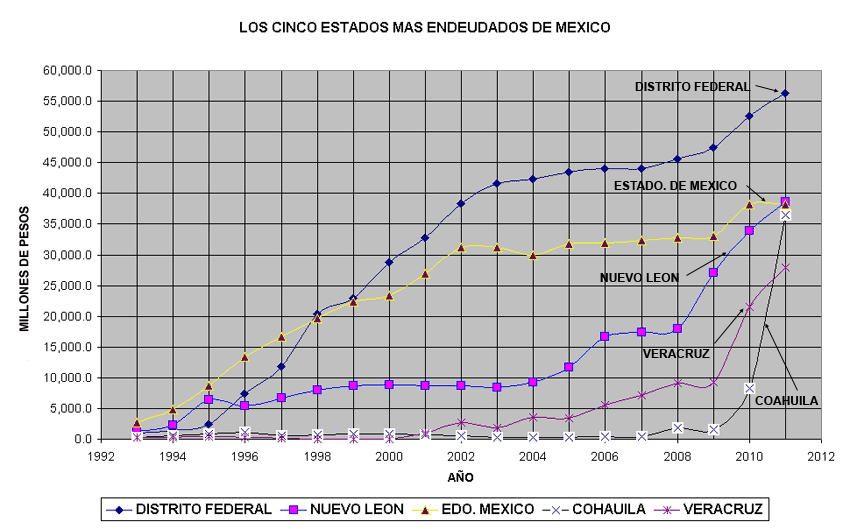 LOS CINCO ESTADOS MAS ENDEUDADOS DE MEXICO
60,000.0
55,000.0
50,000.0
45,000.0
40,000.0
35,000.0
30,000.0
25,000.0
20,000.0
15,000.0
10,000.0
5,000.0
0.0
MILLONES DE PESOS
DISTRITO FEDERAL
ESTADO. DE MEXICO
NUEVO LEON
VERACRUZ
COAHUILA
1992 1994 1996 1998 2000 2002 2004 2006 2008 2010 2012
AÑO
DISTRITO FEDERAL NUEVO LEON EDO. MEXICO COHAUILA VERACRUZ